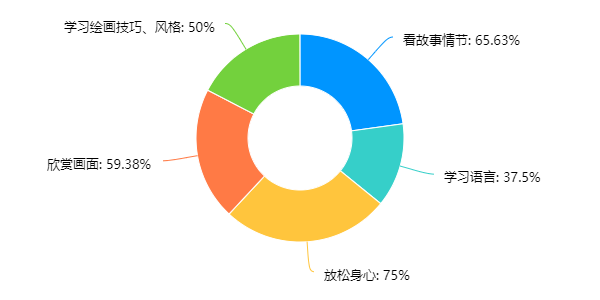 学习绘画技巧、风格: 50%
看故事情节: 65.63%
欣赏画面: 59.38%
学习语言: 37.5%
放松身心: 75%